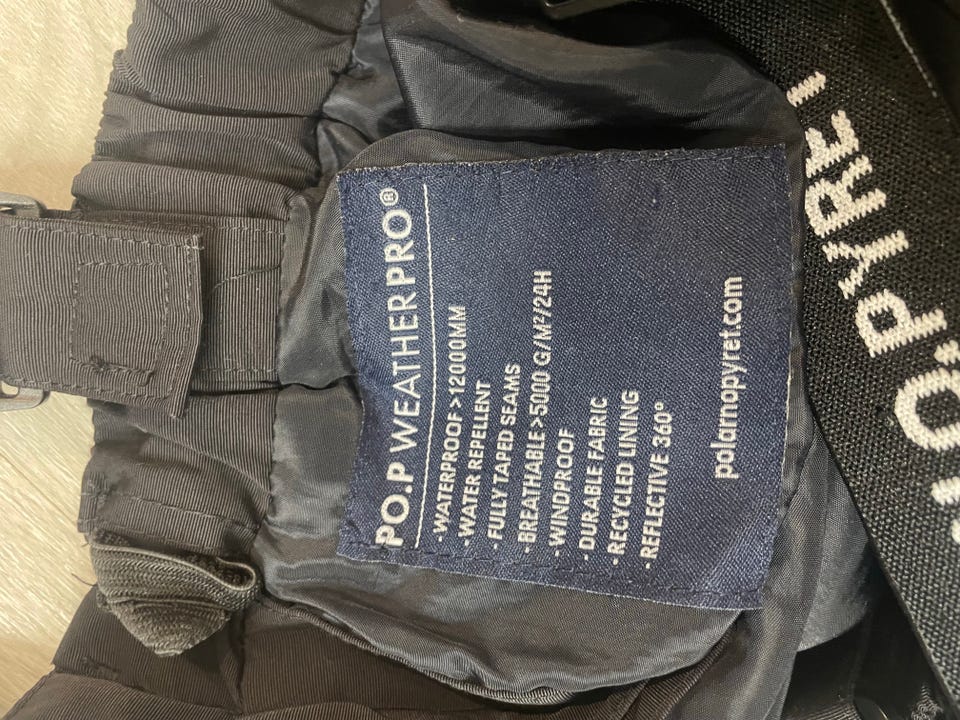 PO.P WEATHERPRO®
-WATERPROOF >12000MM
-WATER REPELLENT
-FULLY TAPED SEAMS
-BREATHABLE >5000 G/M²/24H
-WINDPROOF
-DURABLE FABRIC
-RECYCLED LINING
-REFLECTIVE 360°
polarnopyret.com
O.PYRET